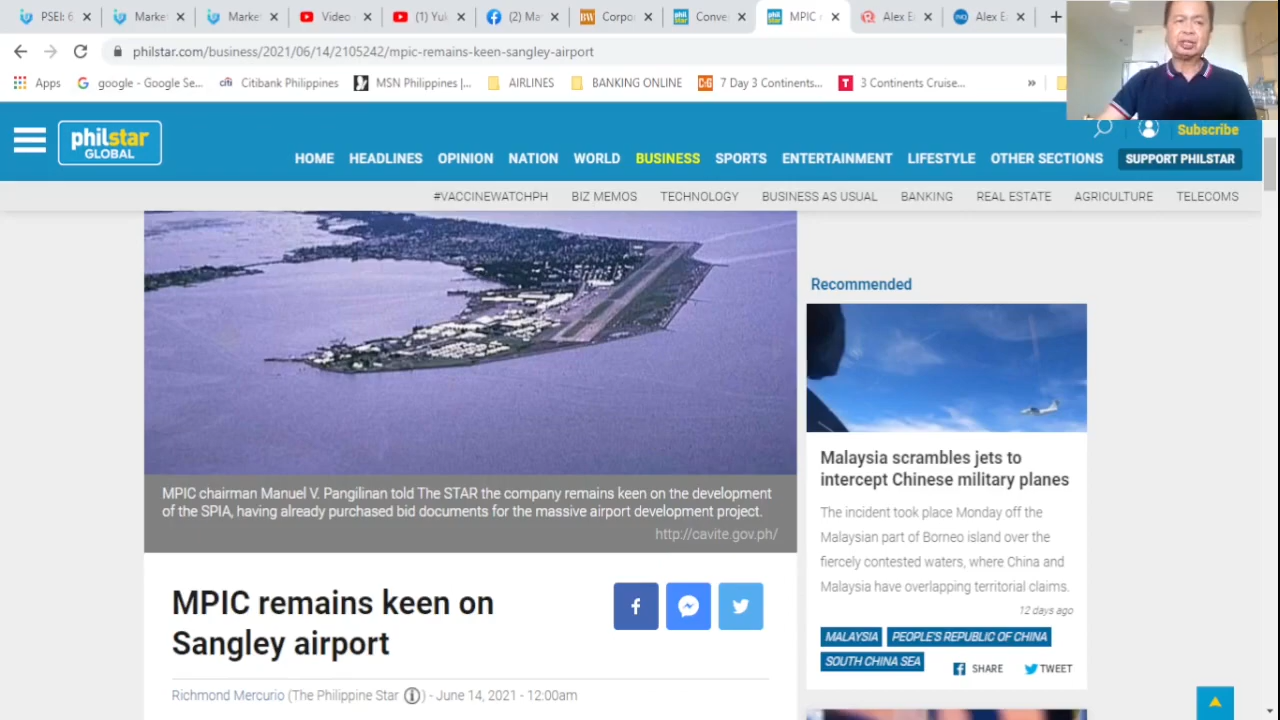 PSEI:
Market
Market
Video
(1) Yu
(2) Ma
Corpo
Conve
MPIC
Alex E
Alex E
philstar.com/business/2021/06/14/2105242/mpic-remains-keen-sangley-airport
Apps
google - Google Se...
Citibank Philippines
MSN Philippines |...
AIRLINES
BANKING ONLINE
7 Day 3 Continents...
3 Continents Cruise...
»
philstar
GLOBAL
Subscribe
HOME HEADLINES OPINION NATION WORLD BUSINESS SPORTS ENTERTAINMENT LIFESTYLE OTHER SECTIONS SUPPORT PHILSTAR
#VACCINEWATCHPH BIZ MEMOS TECHNOLOGY BUSINESS AS USUAL BANKING REAL ESTATE AGRICULTURE TELECOMS
MPIC chairman Manuel V. Pangilinan told The STAR the company remains keen on the development
of the SPIA, having already purchased bid documents for the massive airport development project.
http://cavite.gov.ph/
MPIC remains keen on
Sangley airport
Richmond Mercurio (The Philippine Star ) - June 14, 2021 - 12:00am
Recommended
Malaysia scrambles jets to
intercept Chinese military planes
The incident took place Monday off the
Malaysian part of Borneo island over the
fiercely contested waters, where China and
Malaysia have overlapping territorial claims.
12 days ago
MALAYSIA PEOPLE'S REPUBLIC OF CHINA
SOUTH CHINA SEA
SHARE TWEET